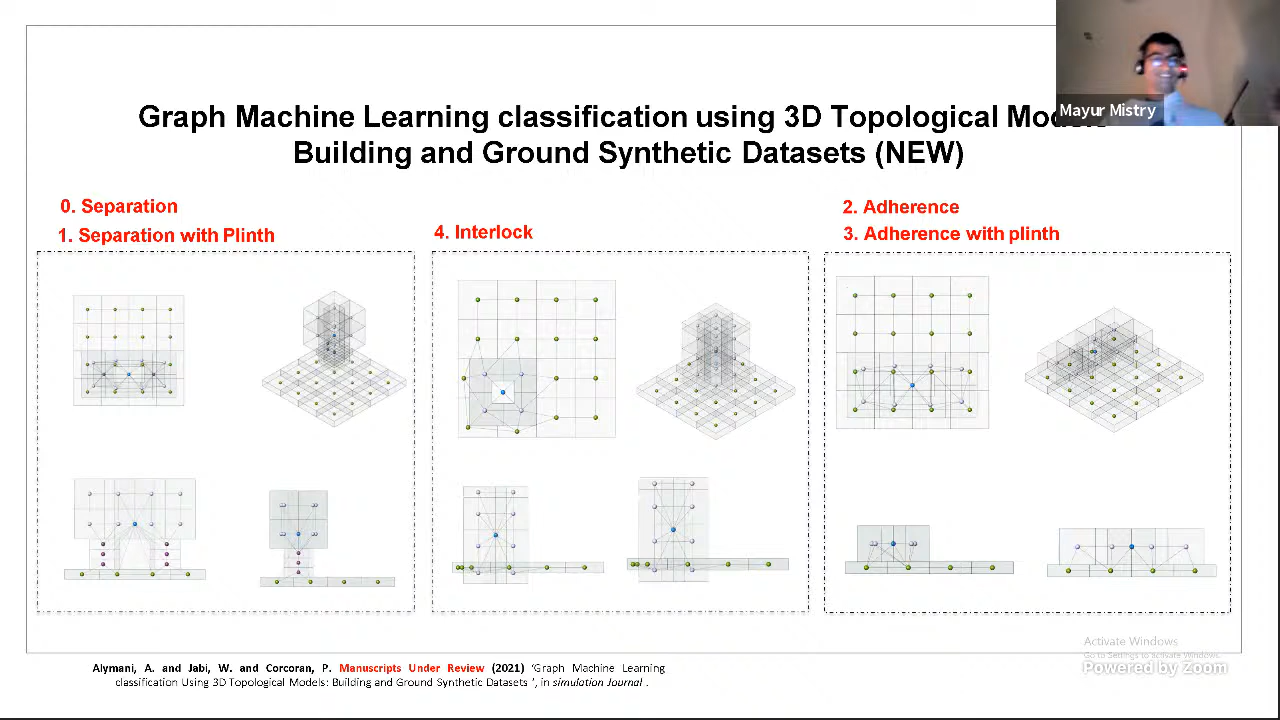 Graph Machine Learning classification using 3D Topological
Building and Ground Synthetic Datasets (NEW)
Mayur Mistry
0. Separation
1. Separation with Plinth
4. Interlock
2. Adherence
3. Adherence with plinth
Alymani, A. and Jabi, W. and Corcoran, P. Manuscripts Under Review (2021) 'Graph Machine Learning
classification Using 3D Topological Models: Building and Ground Synthetic Datasets ', in simulation Journal .
Activate Windows
Go to Settings to activate Windows.
Powered by Zoom